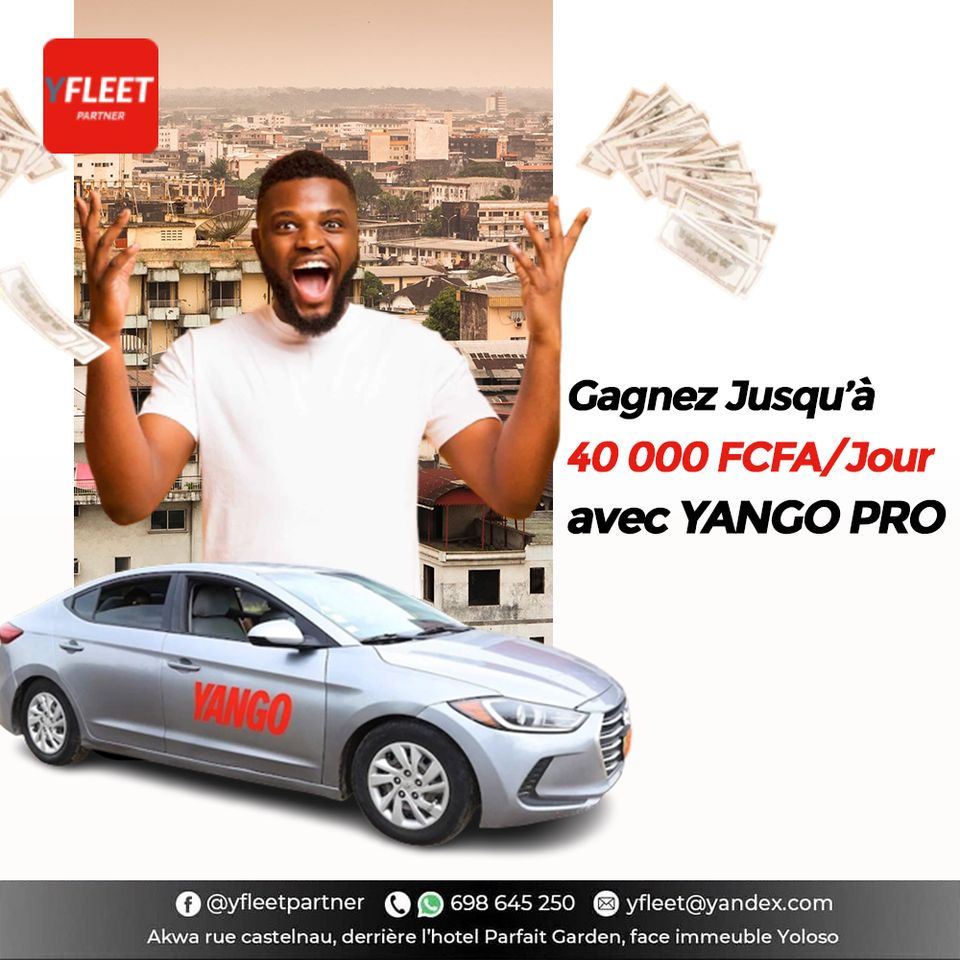 YFLEET
PARTNER
Gagnez Jusqu'à
40 000 FCFA/Jour
avec YANGO PRO
YANGO
@yfleetpartner 698 645 250 yfleet@yandex.com
Akwa rue castelnau, derrière l'hotel Parfait Garden, face immeuble Yoloso